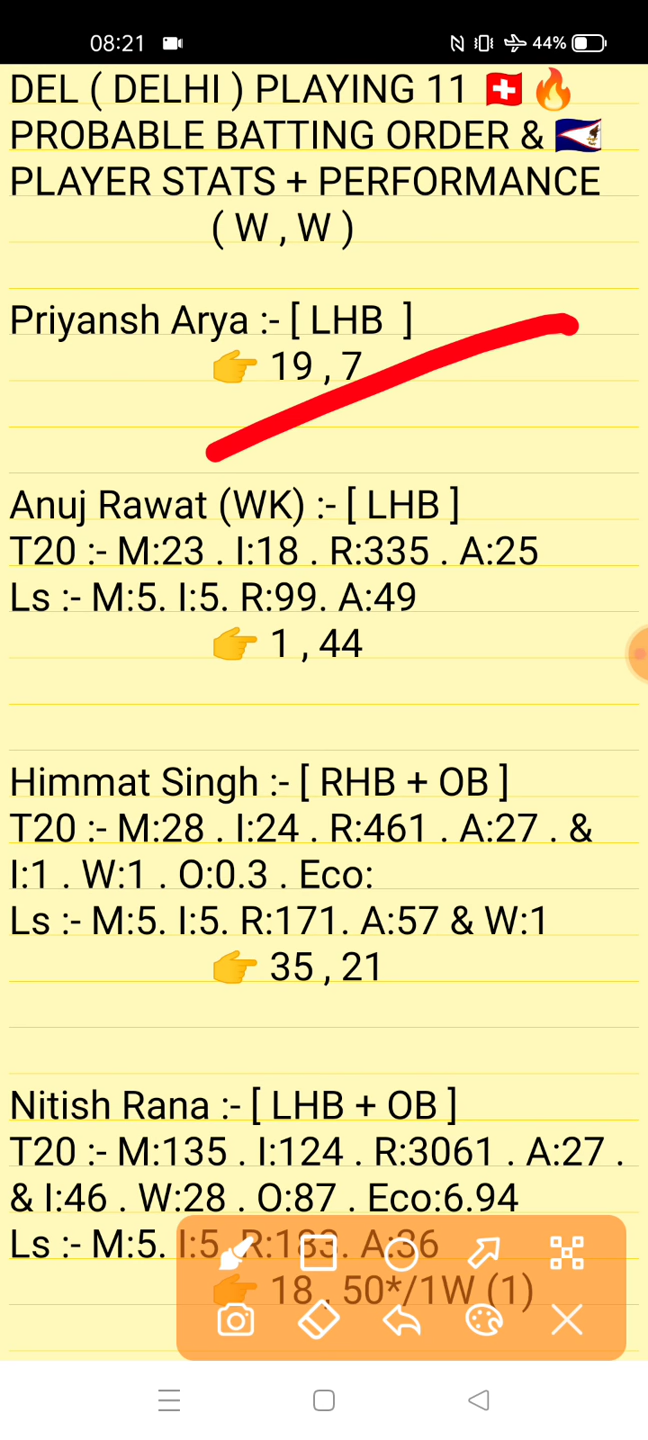 08:21 44%
DEL ( DELHI ) PLAYING 11 🇨🇭 🔥
PROBABLE BATTING ORDER & 🇦🇸
PLAYER STATS + PERFORMANCE
( W , W )
Priyansh Arya :- [ LHB  ]
👉 19 , 7
Anuj Rawat (WK) :- [ LHB ]
T20 :- M:23 . I:18 . R:335 . A:25
Ls :- M:5. I:5. R:99. A:49
👉 1 , 44
Himmat Singh :- [ RHB + OB ]
T20 :- M:28 . I:24 . R:461 . A:27 . &
I:1 . W:1 . O:0.3 . Eco:
Ls :- M:5. I:5. R:171. A:57 & W:1
👉 35 , 21
Nitish Rana :- [ LHB + OB ]
T20 :- M:135 . I:124 . R:3061 . A:27 .
& I:46 . W:28 . O:87 . Eco:6.94
Ls :- M:5. I:5. R:183. A:36
👉 18 , 50*/1W (1)